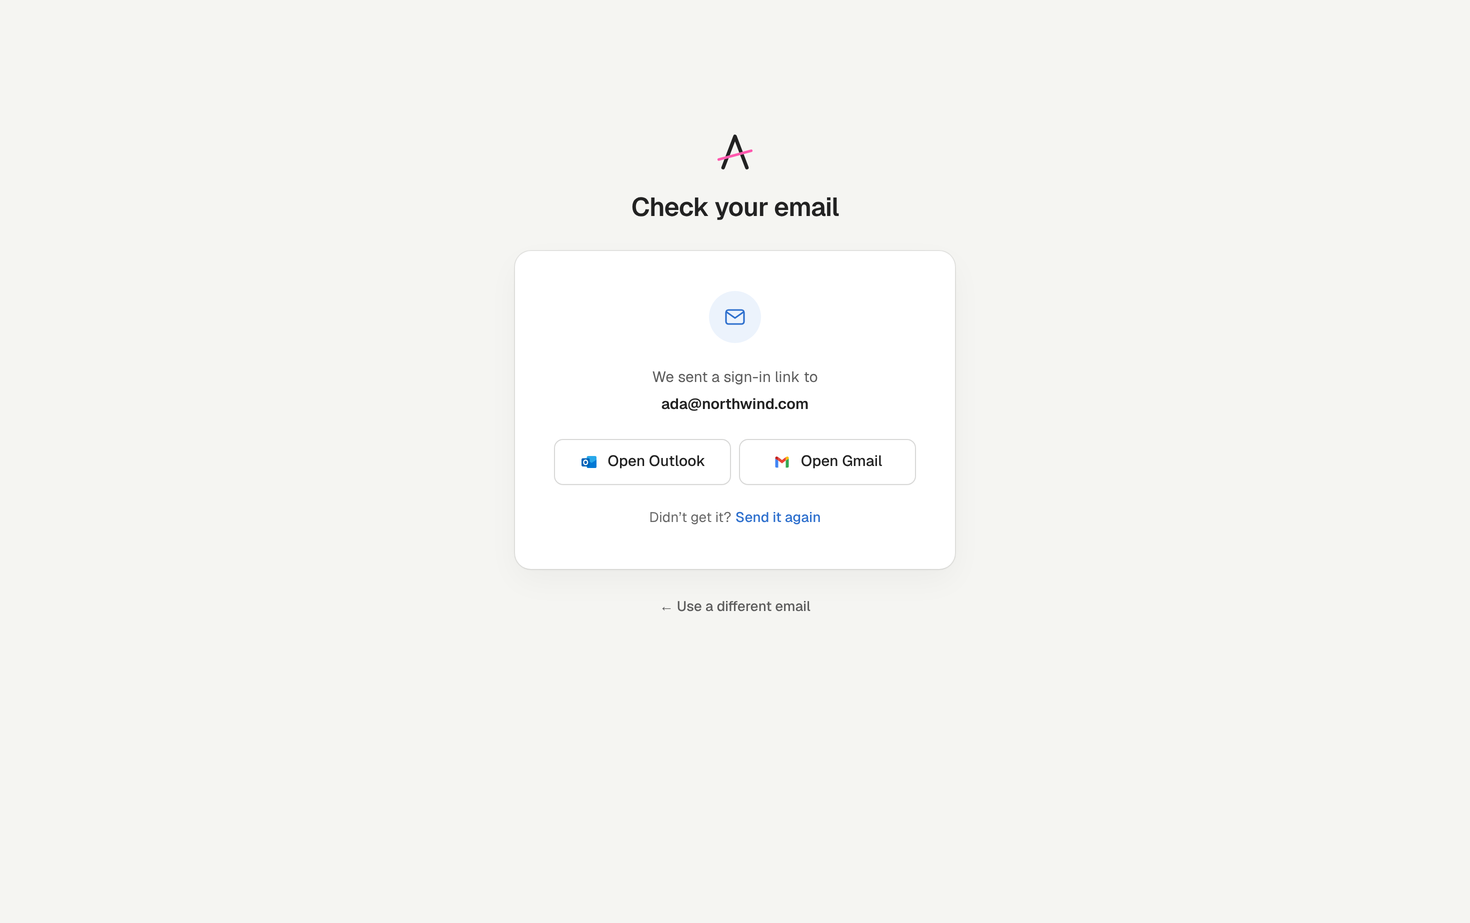 Check your email
We sent a sign-in link to
ada@northwind.com
Open Outlook
Open Gmail
Didn't get it? Send it again
← Use a different email